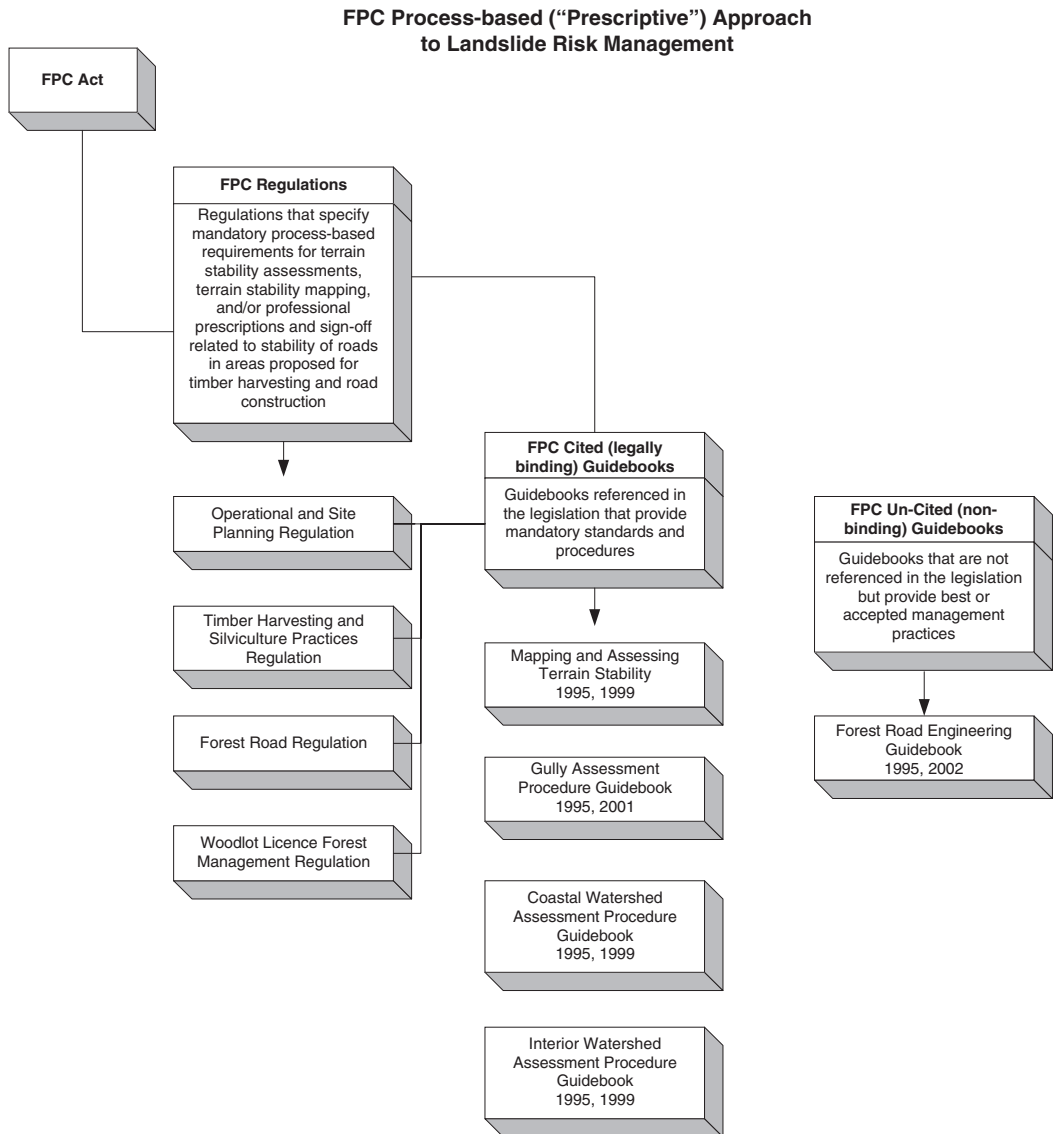 FPC Process-based (“Prescriptive”) Approach
to Landslide Risk Management
FPC Act
FPC Regulations
Regulations that specify
mandatory process-based
requirements for terrain
stability assessments,
terrain stability mapping,
and/or professional
prescriptions and sign-off
related to stability of roads
in areas proposed for
timber harvesting and road
construction
Operational and Site
Planning Regulation
Timber Harvesting and
Silviculture Practices
Regulation
Forest Road Regulation
Woodlot Licence Forest
Management Regulation
FPC Cited (legally
binding) Guidebooks
Guidebooks referenced in
the legislation that provide
mandatory standards and
procedures
Mapping and Assessing
Terrain Stability
1995, 1999
Gully Assessment
Procedure Guidebook
1995, 2001
Coastal Watershed
Assessment Procedure
Guidebook
1995, 1999
Interior Watershed
Assessment Procedure
Guidebook
1995, 1999
FPC Un-Cited (non-
binding) Guidebooks
Guidebooks that are not
referenced in the legislation
but provide best or
accepted management
practices
Forest Road Engineering
Guidebook
1995, 2002